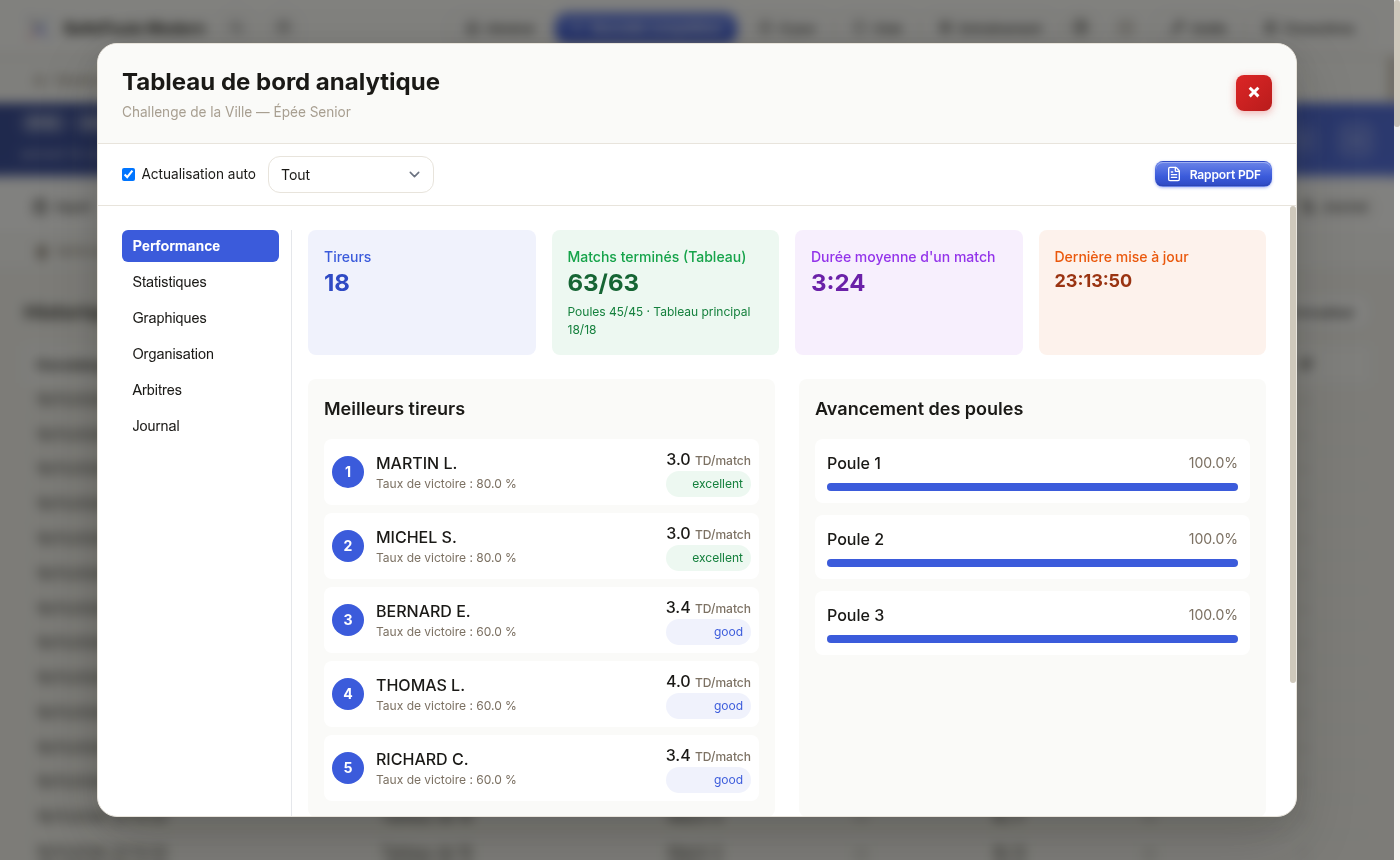 Tableau de bord analytique
Challenge de la Ville — Épée Senior
Actualisation auto
Tout
Rapport PDF
Performance
Statistiques
Graphiques
Organisation
Arbitres
Journal
Tireurs
18
Matchs terminés (Tableau)
63/63
Poules 45/45 · Tableau principal
18/18
Durée moyenne d'un match
3:24
Dernière mise à jour
23:13:50
Meilleurs tireurs
1
MARTIN L.
Taux de victoire : 80.0 %
3.0 TD/match
excellent
2
MICHEL S.
Taux de victoire : 80.0 %
3.0 TD/match
excellent
3
BERNARD E.
Taux de victoire : 60.0 %
3.4 TD/match
good
4
THOMAS L.
Taux de victoire : 60.0 %
4.0 TD/match
good
5
RICHARD C.
Taux de victoire : 60.0 %
3.4 TD/match
good
Avancement des poules
Poule 1
100.0%
Poule 2
100.0%
Poule 3
100.0%